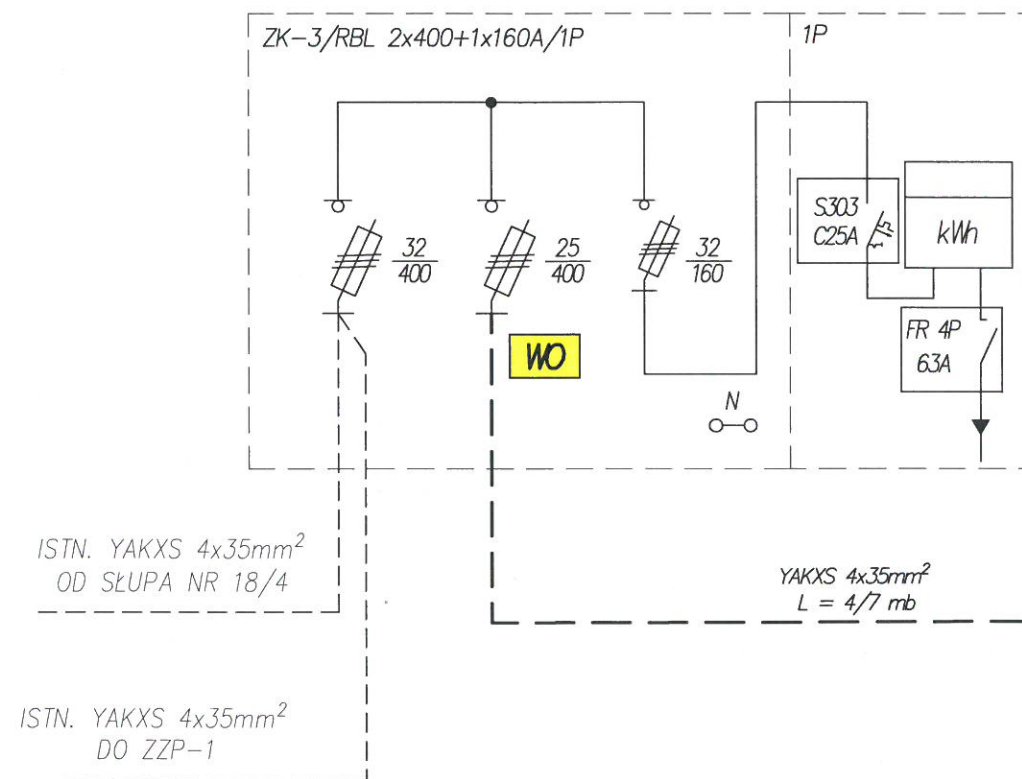 ZK-3/RBL 2x400+1x160A/1P
1P
S303
C25A
kWh
32
400
25
400
32
160
FR 4P
63A
WO
N
ISTN. YAKXS 4x35mm²
OD SŁUPA NR 18/4
YAKXS 4x35mm²
L = 4/7 mb
ISTN. YAKXS 4x35mm²
DO ZZP-1